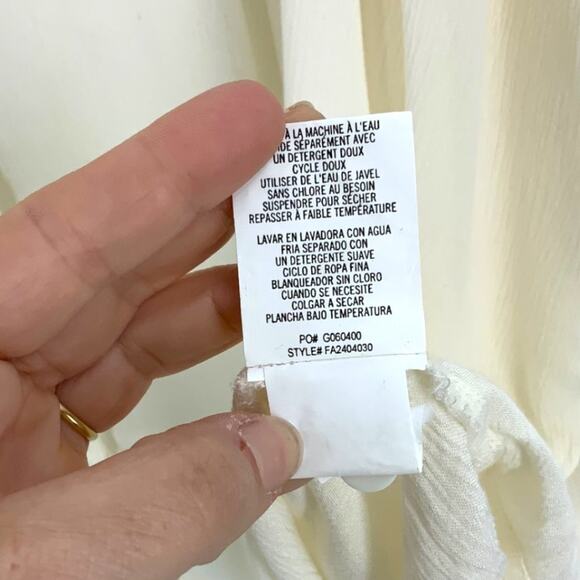 À LA MACHINE À L'EAU
SÉPARÉMENT AVEC
UN DETERGENT DOUX
CYCLE DOUX
UTILISER DE L'EAU DE JAVEL
SANS CHLORE AU BESOIN
SUSPENDRE POUR SÉCHER
REPASSER À FAIBLE TEMPÉRATURE
LAVAR EN LAVADORA CON AGUA
FRIA SEPARADO CON
UN DETERGENTE SUAVE
CICLO DE ROPA FINA
BLANQUEADOR SIN CLORO
CUANDO SE NECESITE
COLGAR A SECAR
PLANCHA BAJO TEMPERATURA
PO# G060400
STYLE# FA2404030